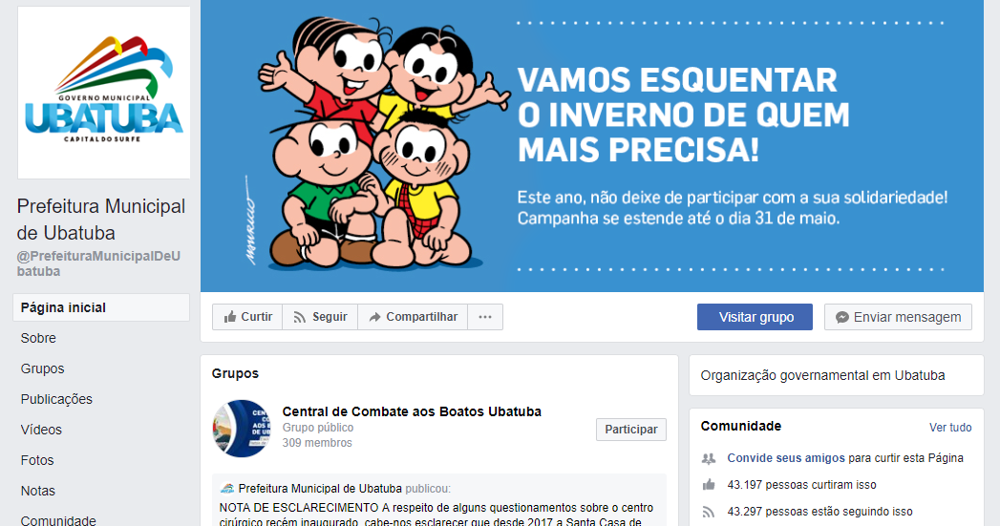 GOVERNO MUNICIPAL
UBATUBA
CAPITAL DO SURFE
Prefeitura Municipal
de Ubatuba
@PrefeituraMunicipalDeU
batuba
Página inicial
Sobre
Grupos
Publicações
Vídeos
Fotos
Notas
Comunidade
MAURICIO
VAMOS ESQUENTAR
O INVERNO DE QUEM
MAIS PRECISA!
Este ano, não deixe de participar com a sua solidariedade!
Campanha se estende até o dia 31 de maio.
Curtir
Seguir
Compartilhar
Visitar grupo
Enviar mensagem
Grupos
Central de Combate aos Boatos Ubatuba
Grupo público
309 membros
Participar
Prefeitura Municipal de Ubatuba publicou:
NOTA DE ESCLARECIMENTO A respeito de alguns questionamentos sobre o centro
cirúrgico recém inaugurado, cabe-nos esclarecer que desde 2017 a Santa Casa de
Organização governamental em Ubatuba
Comunidade
Ver tudo
Convide seus amigos para curtir esta Página
43.197 pessoas curtiram isso
43.297 pessoas estão seguindo isso